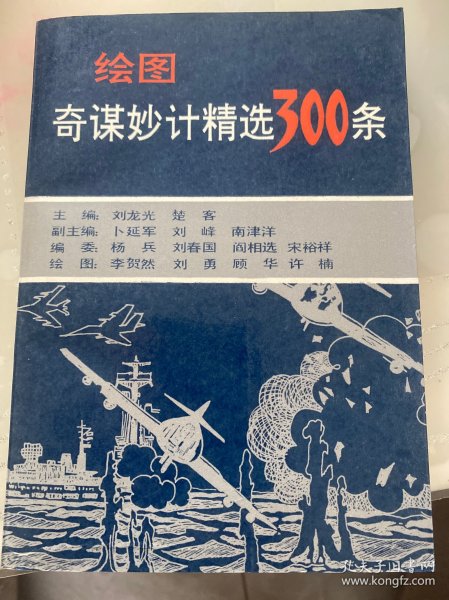 绘图
奇谋妙计精选300条
主 编：刘龙光 楚 客
副主编：卜延军 刘 峰 南津洋
编 委：杨 兵 刘春国 阎相选 宋裕祥
绘 图：李贺然 刘 勇 顾 华 许 楠
孔夫子旧书网
www.kongfz.com